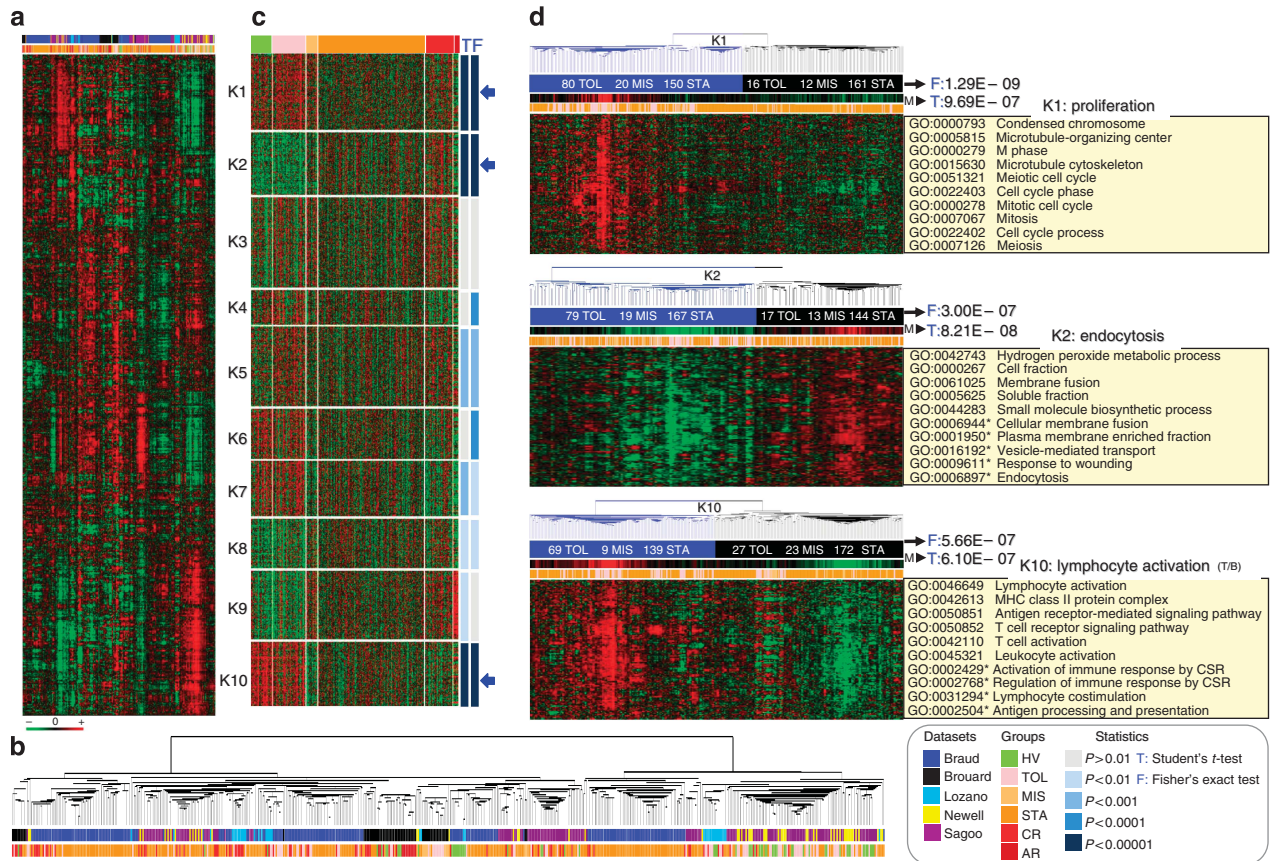 a
c
d
TF
K1
K2
K3
K4
K5
K6
K7
K8
K9
K10
− 0 +
b
K1
80 TOL 20 MIS 150 STA 16 TOL 12 MIS 161 STA
F:1.29E − 09
M T:9.69E − 07
K1: proliferation
GO:0000793 Condensed chromosome
GO:0005815 Microtubule-organizing center
GO:0000279 M phase
GO:0015630 Microtubule cytoskeleton
GO:0051321 Meiotic cell cycle
GO:0022403 Cell cycle phase
GO:0000278 Mitotic cell cycle
GO:0007067 Mitosis
GO:0022402 Cell cycle process
GO:0007126 Meiosis
K2
79 TOL 19 MIS 167 STA 17 TOL 13 MIS 144 STA
F:3.00E − 07
M T:8.21E − 08
K2: endocytosis
GO:0042743 Hydrogen peroxide metabolic process
GO:0000267 Cell fraction
GO:0061025 Membrane fusion
GO:0005625 Soluble fraction
GO:0044283 Small molecule biosynthetic process
GO:0006944* Cellular membrane fusion
GO:0001950* Plasma membrane enriched fraction
GO:0016192* Vesicle-mediated transport
GO:0009611* Response to wounding
GO:0006897* Endocytosis
K10
69 TOL 9 MIS 139 STA 27 TOL 23 MIS 172 STA
F:5.66E − 07
M T:6.10E − 07
K10: lymphocyte activation (T/B)
GO:0046649 Lymphocyte activation
GO:0042613 MHC class II protein complex
GO:0050851 Antigen receptor-mediated signaling pathway
GO:0050852 T cell receptor signaling pathway
GO:0042110 T cell activation
GO:0045321 Leukocyte activation
GO:0002429* Activation of immune response by CSR
GO:0002768* Regulation of immune response by CSR
GO:0031294* Lymphocyte costimulation
GO:0002504* Antigen processing and presentation
Datasets Groups Statistics
Braud HV P>0.01 T: Student's t-test
Brouard TOL P<0.01 F: Fisher's exact test
Lozano MIS P<0.001
Newell STA P<0.0001
Sagoo CR P<0.00001
AR